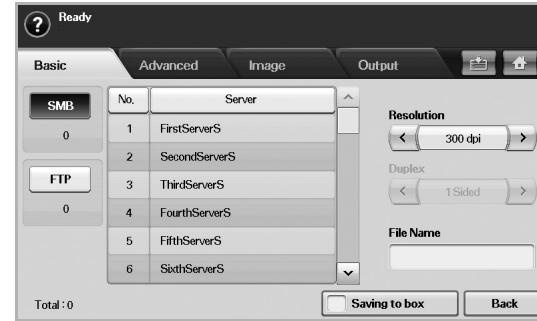 ? Ready
Basic Advanced Image Output
SMB
0
FTP
0
No. Server
1 FirstServerS
2 SecondServerS
3 ThirdServerS
4 FourthServerS
5 FifthServerS
6 SixthServerS
Resolution
300 dpi
Duplex
1 Sided
File Name
Total : 0
Saving to box
Back